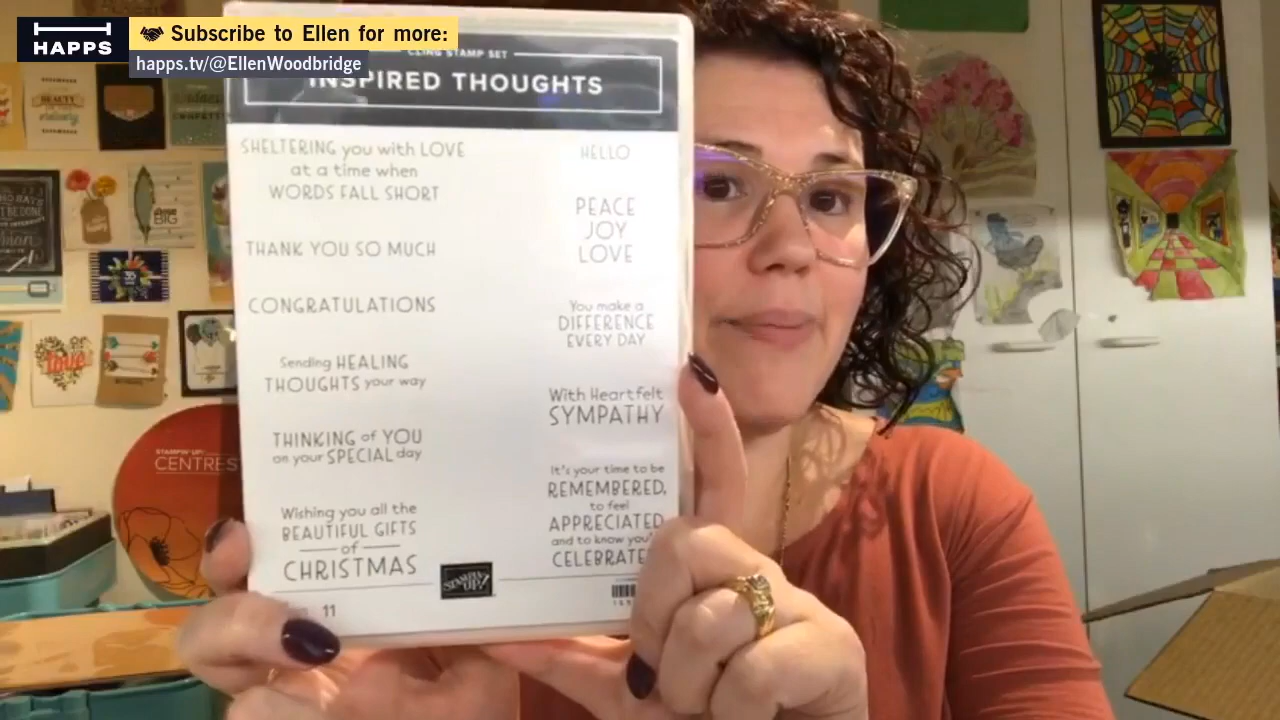 HAPPS
Subscribe to Ellen for more:
happs.tv/@EllenWoodbridge
CLING STAMP SET
INSPIRED THOUGHTS
SHELTERING you with LOVE
at a time when
WORDS FALL SHORT
THANK YOU SO MUCH
CONGRATULATIONS
Sending HEALING
THOUGHTS your way
THINKING of YOU
on your SPECIAL day
Wishing you all the
BEAUTIFUL GIFTS
of
CHRISTMAS
11
HELLO
PEACE
JOY
LOVE
You make a
DIFFERENCE
EVERY DAY
With Heartfelt
SYMPATHY
It's your time to be
REMEMBERED,
to feel
APPRECIATED
and to know you'
CELEBRATE
STAMPIN' UP!
STAMPIN' UP!
CENTRES
BEAUTY
BIG
love